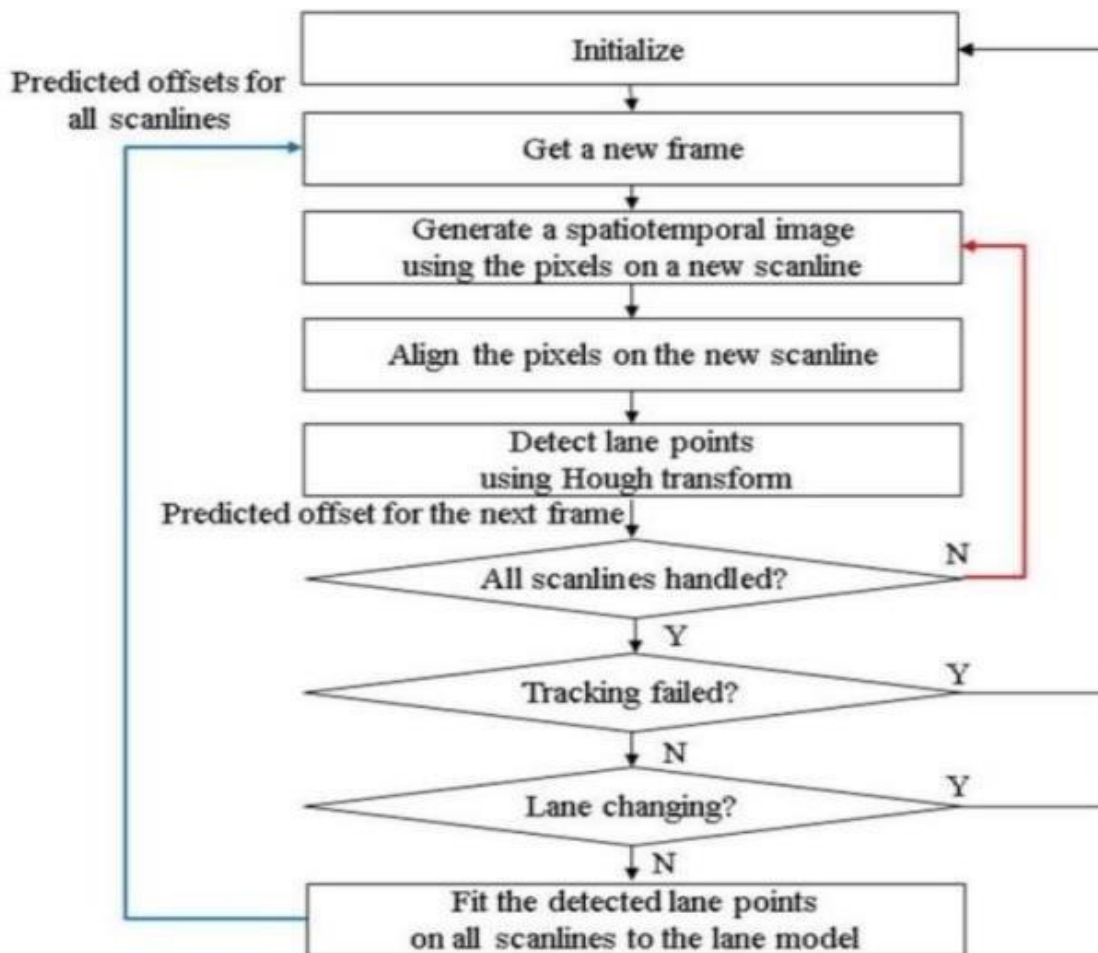 Initialize
Predicted offsets for
all scanlines
Get a new frame
Generate a spatiotemporal image
using the pixels on a new scanline
Align the pixels on the new scanline
Detect lane points
using Hough transform
Predicted offset for the next frame
N
All scanlines handled?
Y
Y
Tracking failed?
N
Y
Lane changing?
N
Fit the detected lane points
on all scanlines to the lane model